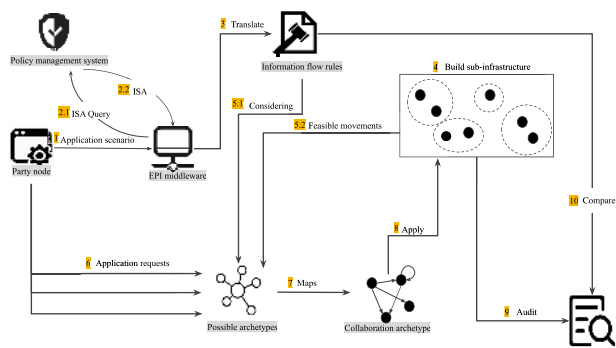 3 Translate
4 Build sub-infrastructure
Policy management system
Information flow rules
2.2 ISA
2.1 ISA Query
5.1 Considering
5.2 Feasible movements
1 Application scenario
Party node
EPI middleware
10 Compare
8 Apply
6 Application requests
7 Maps
9 Audit
Possible archetypes
Collaboration archetype